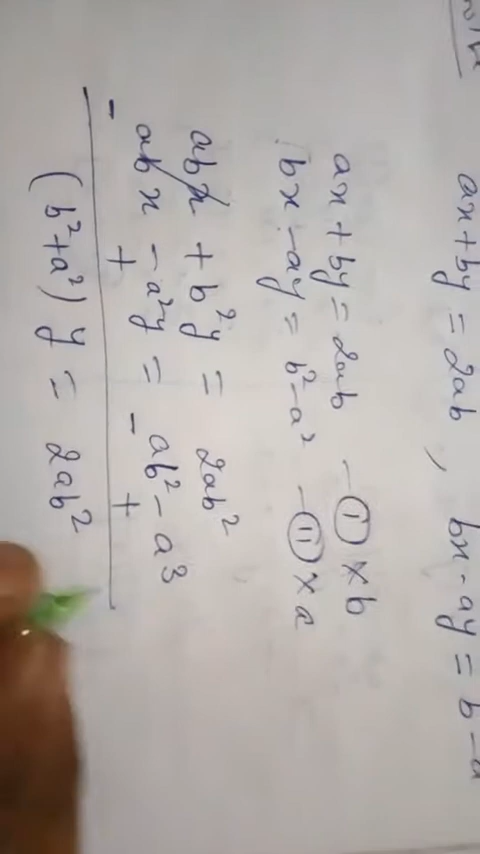 ax + by = 2ab , bx - ay = b - a
ax + by = 2ab - (I) × b
bx - ay = b² - a² - (II) × a
abx + b²y = 2ab²
abx - a²y = ab² - a³
- + - +
(b² + a²) y = 2ab²